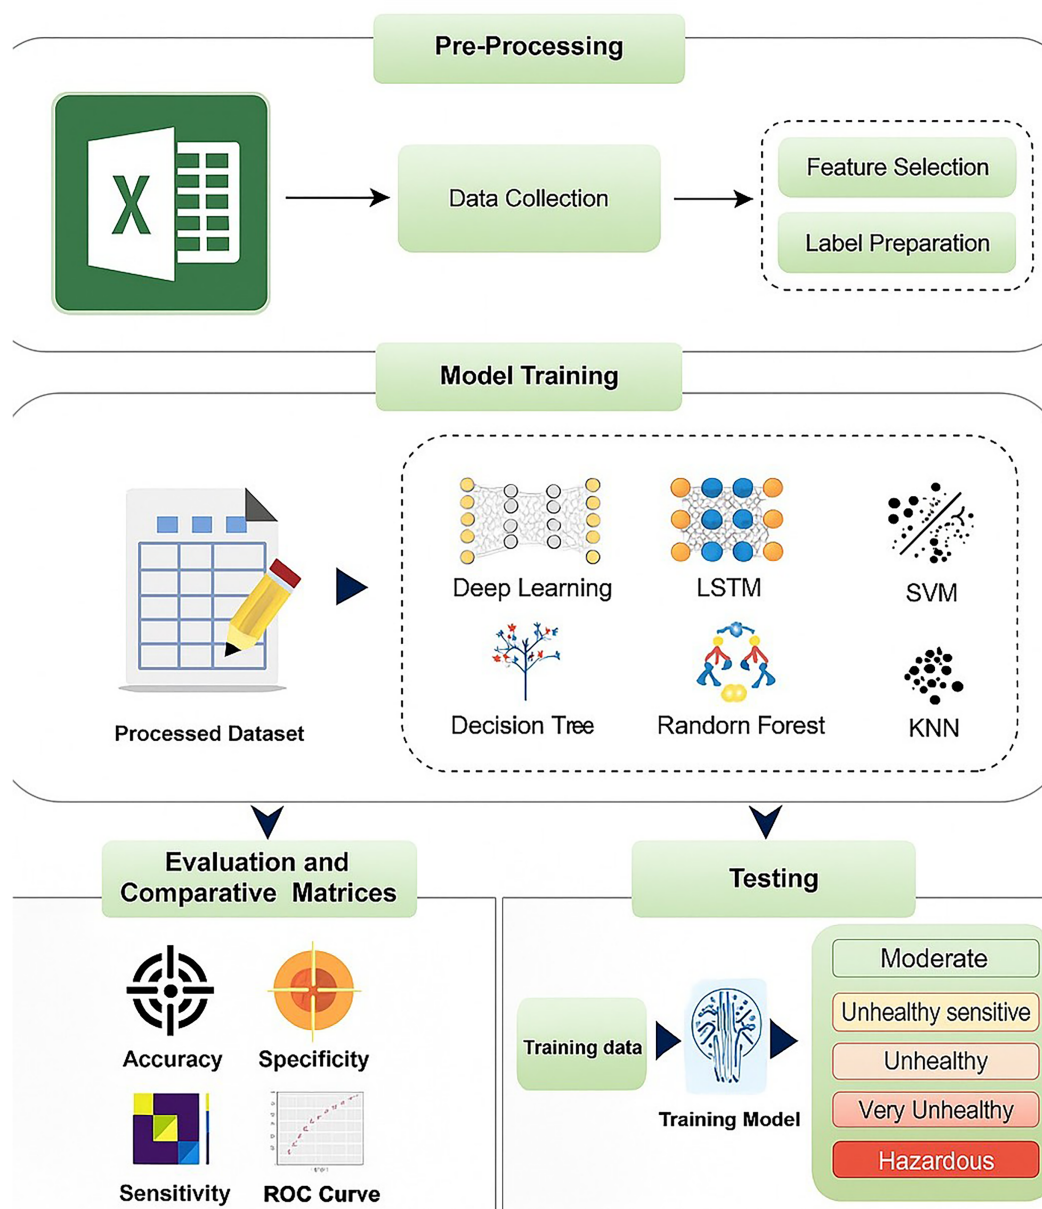 Pre-Processing
X
Data Collection
Feature Selection
Label Preparation
Model Training
Deep Learning
LSTM
SVM
Decision Tree
Randorn Forest
KNN
Processed Dataset
Evaluation and
Comparative Matrices
Accuracy
Specificity
Sensitivity
ROC Curve
Testing
Training data
Training Model
Moderate
Unhealthy sensitive
Unhealthy
Very Unhealthy
Hazardous